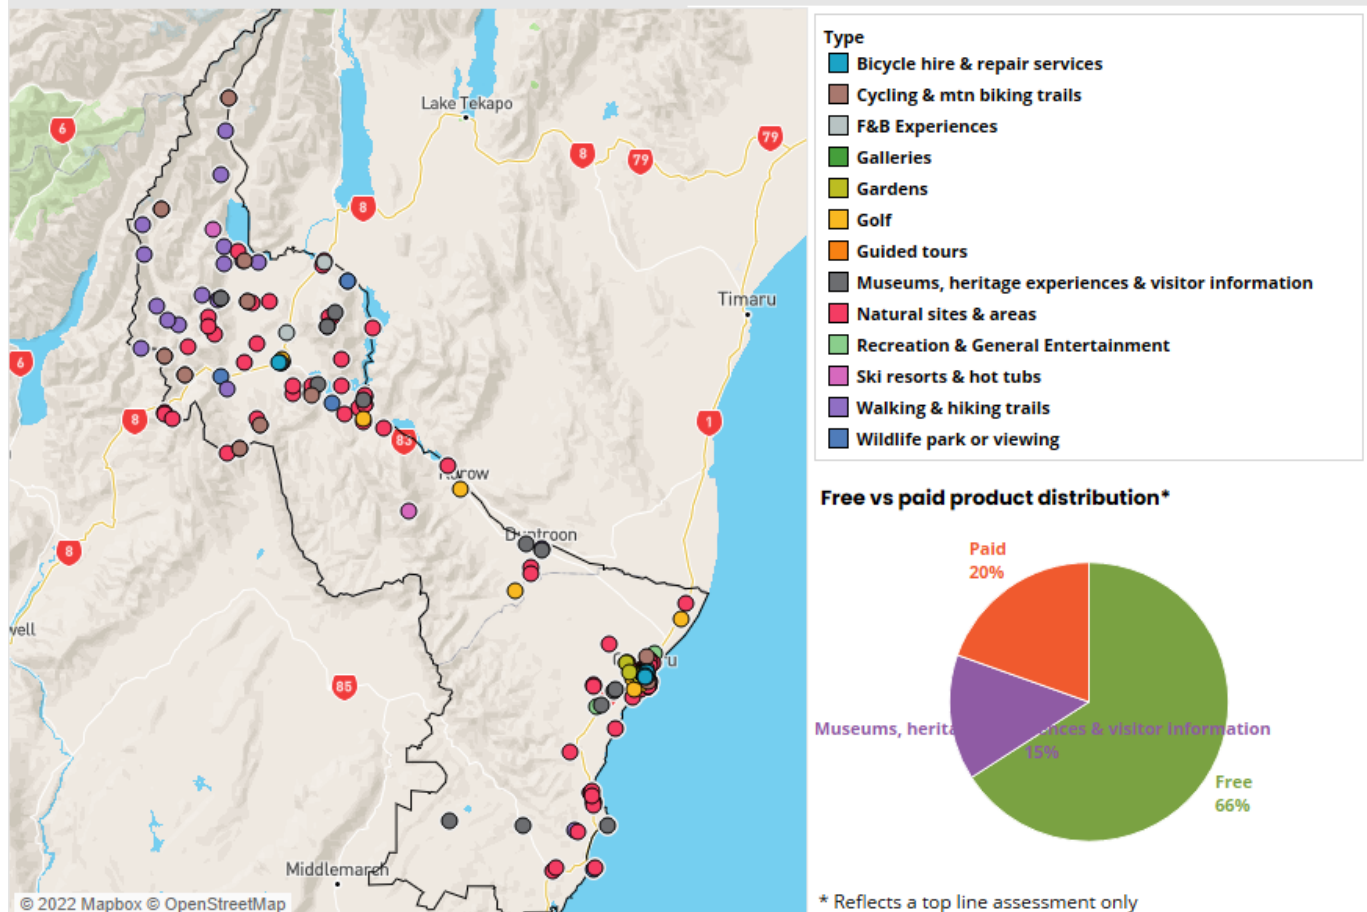 6
Lake Tekapo
8
79
79
8
Timaru
6
8
83
1
Duntroon
8
well
85
Middlemarch
© 2022 Mapbox © OpenStreetMap
Type
Bicycle hire & repair services
Cycling & mtn biking trails
F&B Experiences
Galleries
Gardens
Golf
Guided tours
Museums, heritage experiences & visitor information
Natural sites & areas
Recreation & General Entertainment
Ski resorts & hot tubs
Walking & hiking trails
Wildlife park or viewing
Free vs paid product distribution*
Paid
20%
Museums, heritage experiences & visitor information
15%
Free
66%
* Reflects a top line assessment only